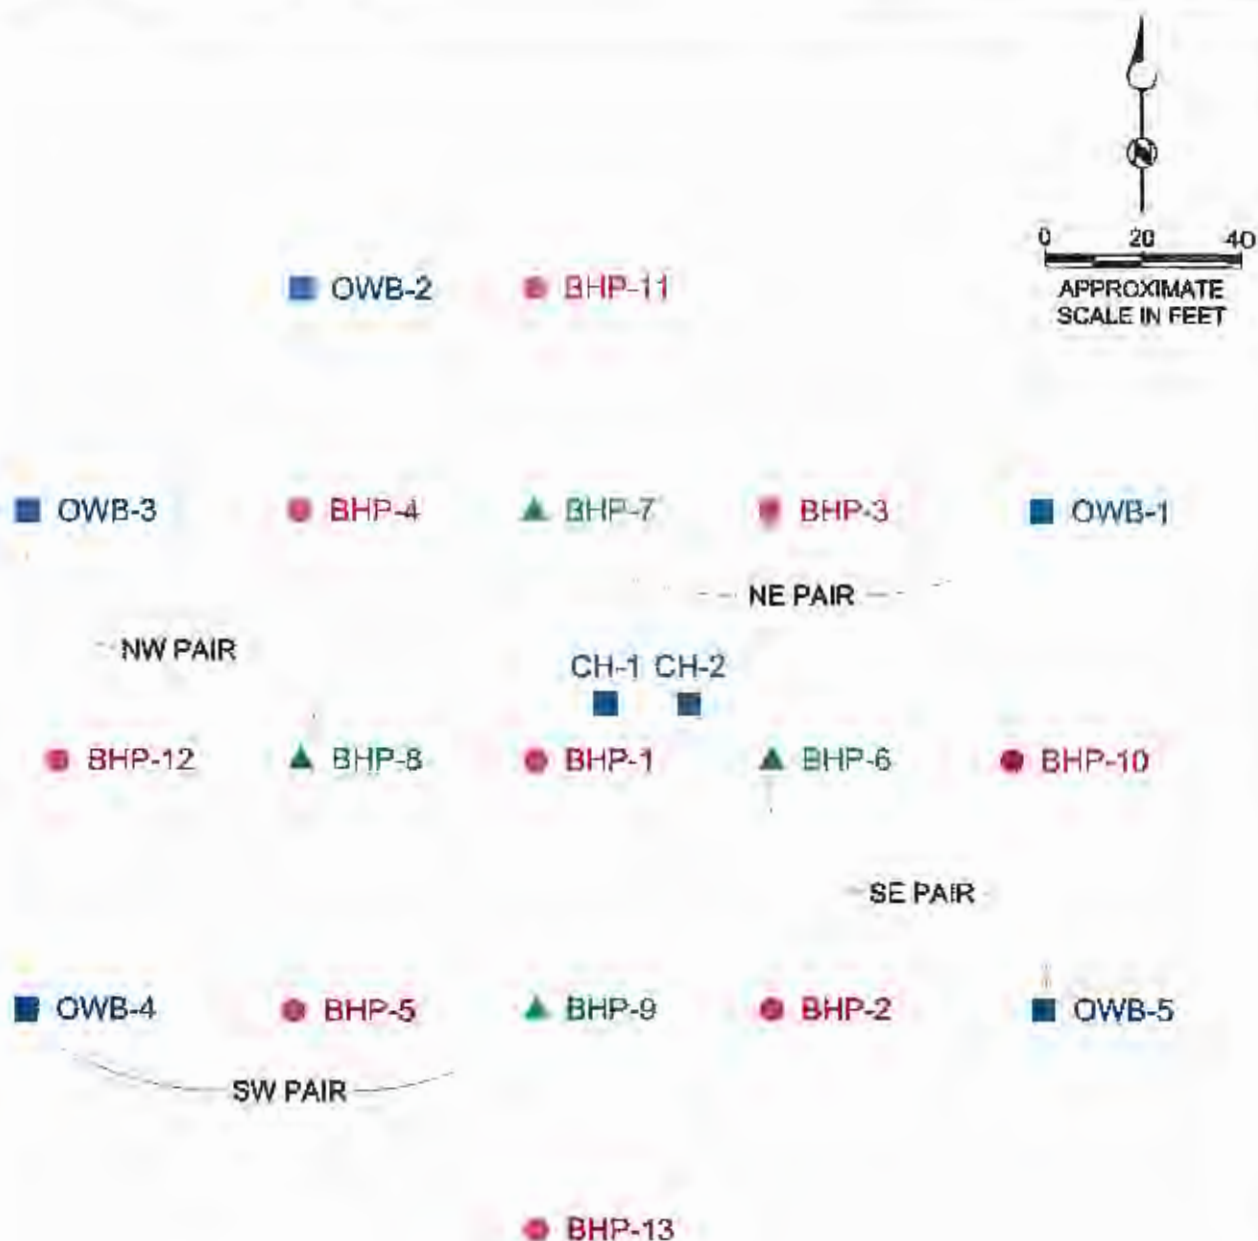 N
0 20 40
APPROXIMATE
SCALE IN FEET
OWB-2 BHP-11
OWB-3 BHP-4 BHP-7 BHP-3 OWB-1
NE PAIR
NW PAIR
CH-1 CH-2
BHP-12 BHP-8 BHP-1 BHP-6 BHP-10
SE PAIR
OWB-4 BHP-5 BHP-9 BHP-2 OWB-5
SW PAIR
BHP-13